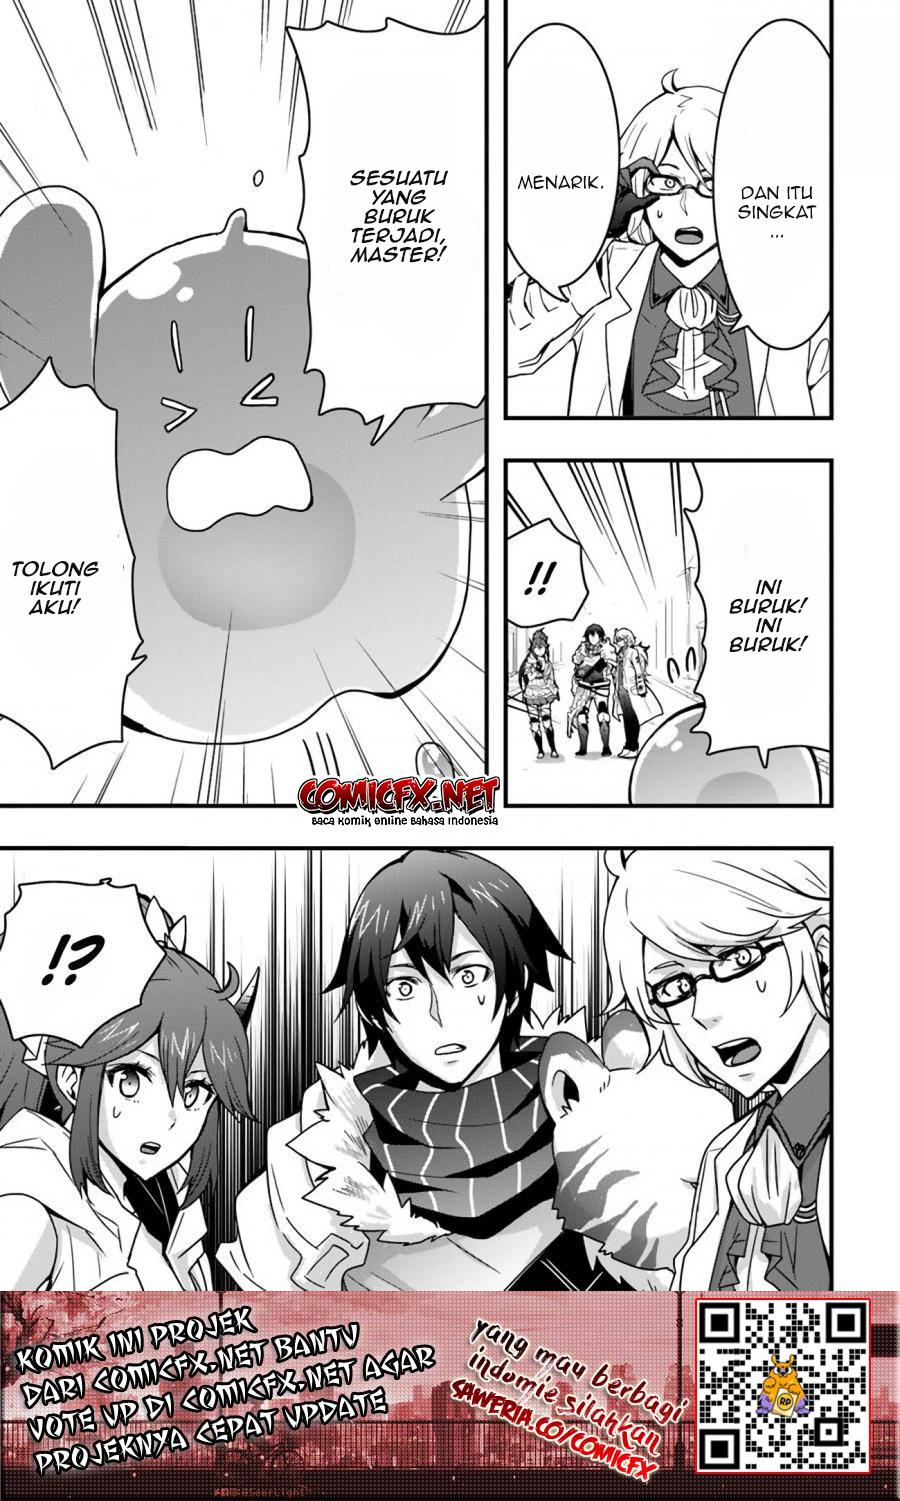 DAN ITU
SINGKAT
...
MENARIK.
INI
BURUK!
INI
BURUK!
!!
SESUATU
YANG
BURUK
TERJADI,
MASTER!
TOLONG
IKUTI
AKU!
COMICFX.NET
BACA KOMIK ONLINE BAHASA INDONESIA
!?
KOMIK INI PROJEK
DARI COMICFX.NET BANTU
VOTE UP DI COMICFX.NET AGAR
PROJEKNYA CEPAT UPDATE
yang mau berbagi
indomie silahkan
SAWERIA.CO/COMICFX
RP